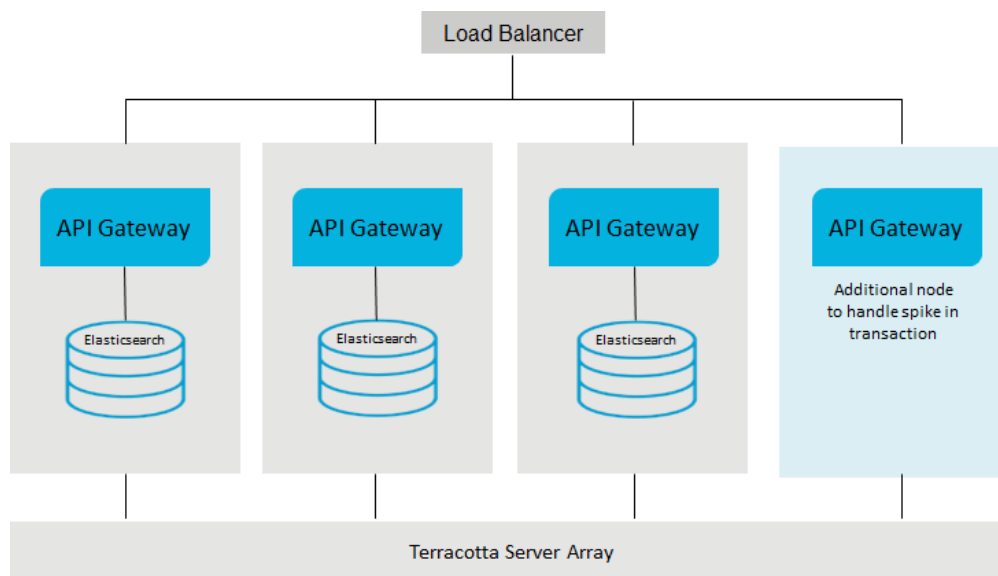 Load Balancer
API Gateway
Elasticsearch
API Gateway
Elasticsearch
API Gateway
Elasticsearch
API Gateway
Additional node
to handle spike in
transaction
Terracotta Server Array